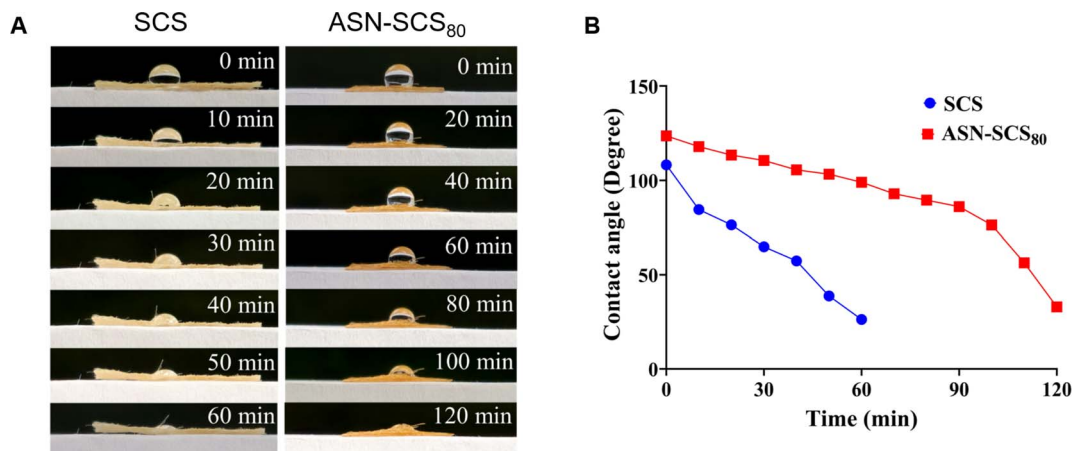 A
SCS
ASN-SCS₈₀
0 min
10 min
20 min
30 min
40 min
50 min
60 min
0 min
20 min
40 min
60 min
80 min
100 min
120 min
B
150
100
50
0
Contact angle (Degree)
SCS
ASN-SCS₈₀
0 30 60 90 120
Time (min)